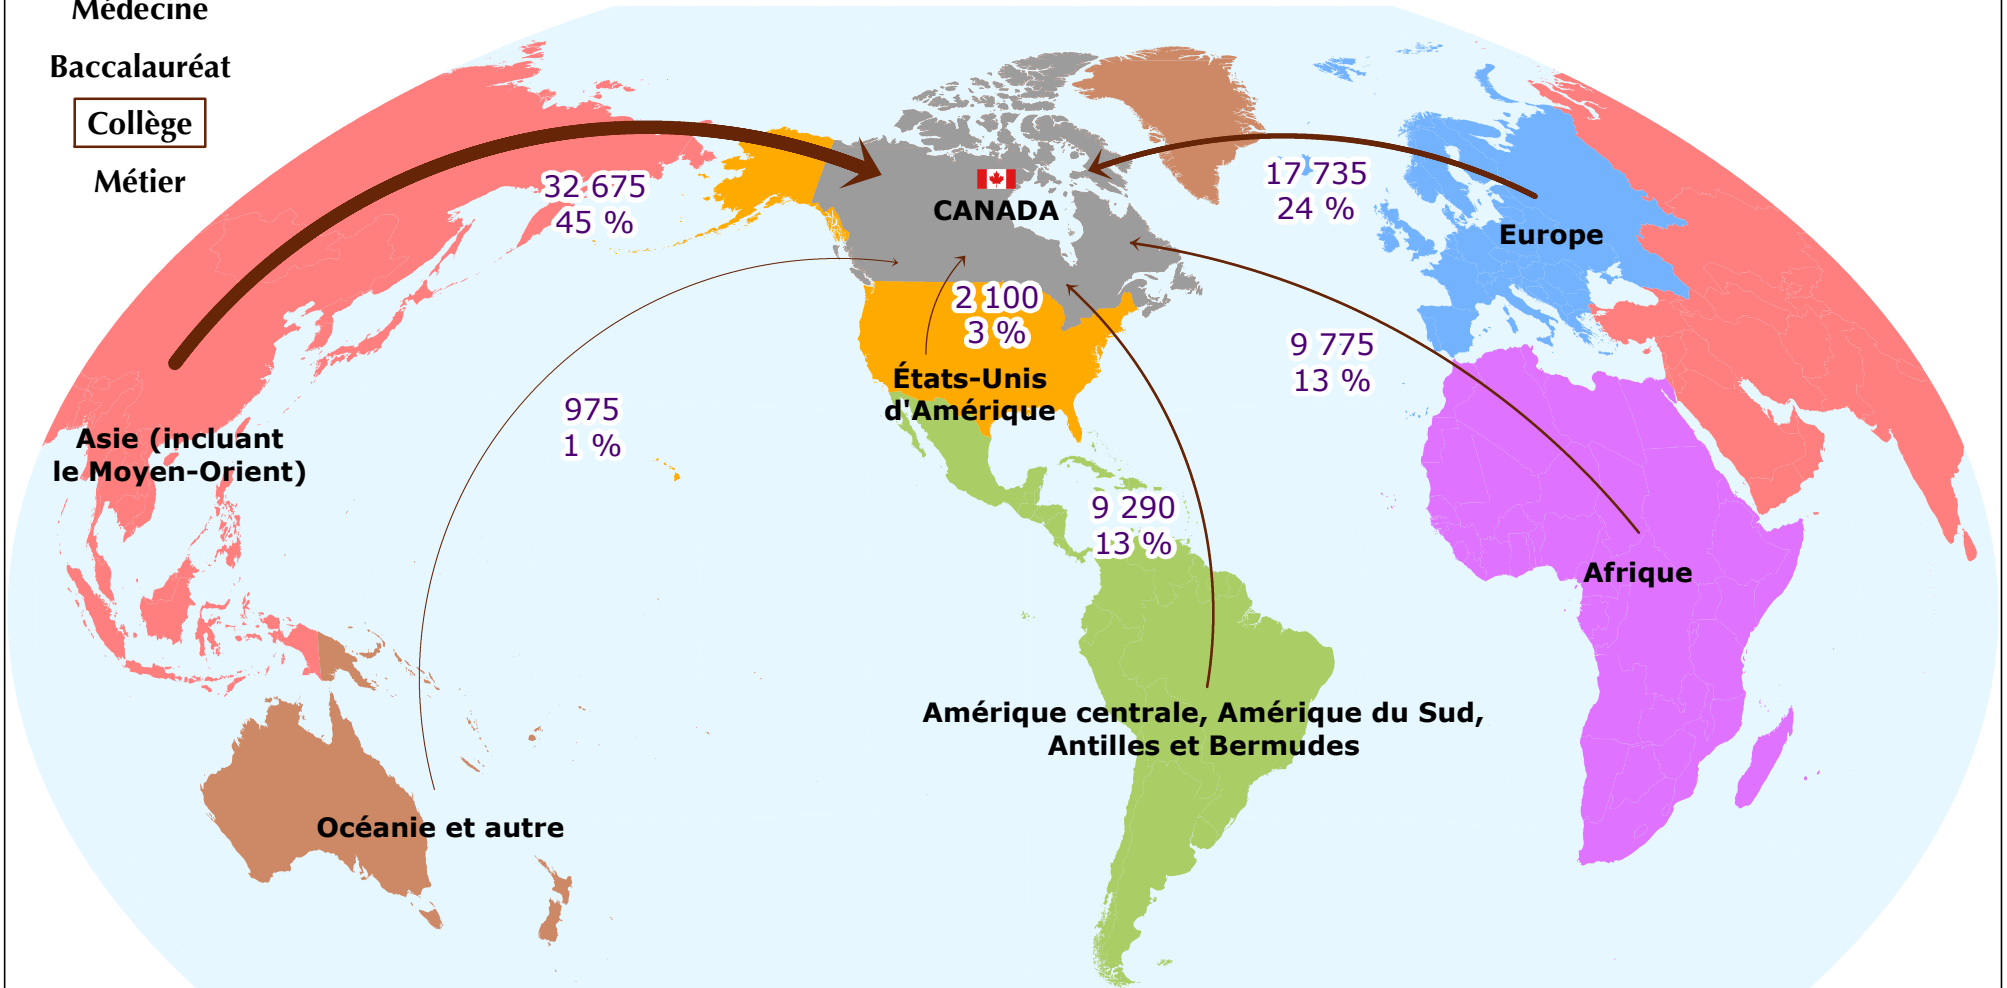 Médecine
Baccalauréat
Collège
Métier
32 675
45 %
17 735
24 %
CANADA
Europe
2 100
3 %
9 775
13 %
États-Unis
d'Amérique
975
1 %
Asie (incluant
le Moyen-Orient)
9 290
13 %
Afrique
Amérique centrale, Amérique du Sud,
Antilles et Bermudes
Océanie et autre